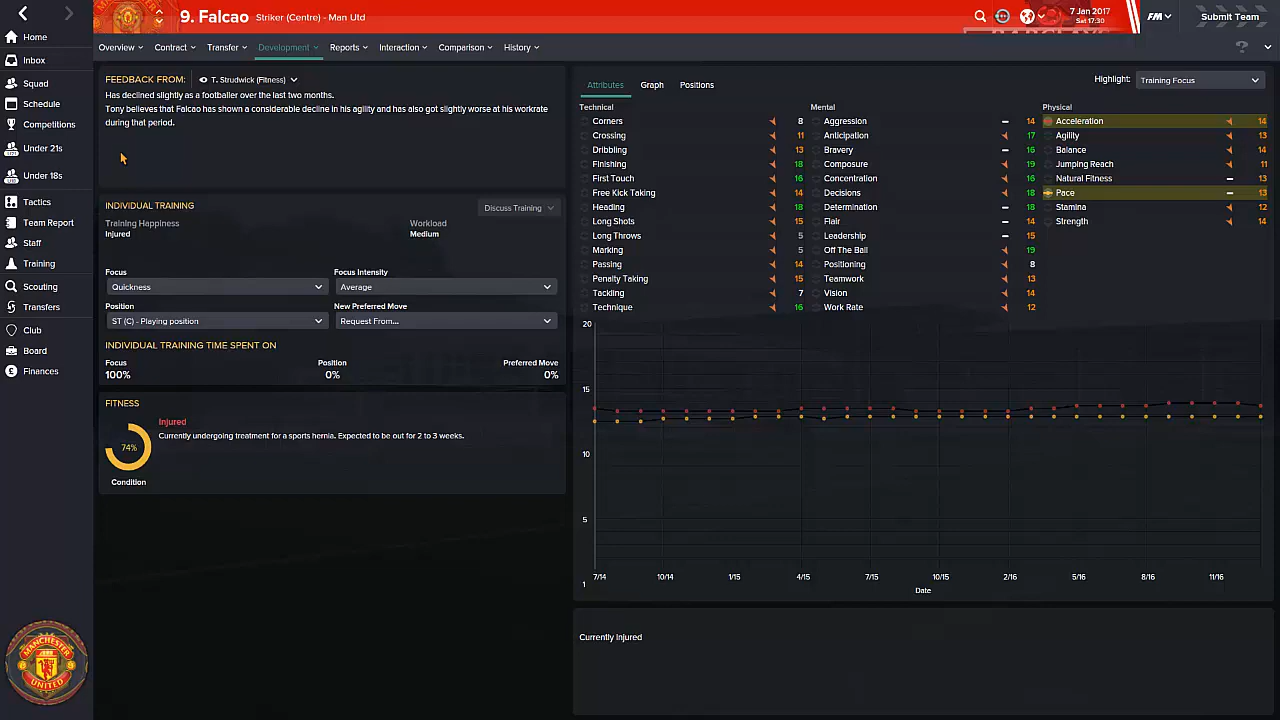 9. Falcao Striker (Centre) - Man Utd
7 Jan 2017
Sat 17:30
FM
Submit Team
Home
Inbox
Squad
Schedule
Competitions
Under 21s
Under 18s
Tactics
Team Report
Staff
Training
Scouting
Transfers
Club
Board
Finances
MANCHESTER
UNITED
Overview
Contract
Transfer
Development
Reports
Interaction
Comparison
History
?
FEEDBACK FROM: T. Strudwick (Fitness)
Has declined slightly as a footballer over the last two months.
Tony believes that Falcao has shown a considerable decline in his agility and has also got slightly worse at his workrate
during that period.
INDIVIDUAL TRAINING
Discuss Training
Training Happiness
Injured
Workload
Medium
Focus
Quickness
Focus Intensity
Average
Position
ST (C) - Playing position
New Preferred Move
Request From...
INDIVIDUAL TRAINING TIME SPENT ON
Focus
100%
Position
0%
Preferred Move
0%
FITNESS
74%
Condition
Injured
Currently undergoing treatment for a sports hernia. Expected to be out for 2 to 3 weeks.
Attributes
Graph
Positions
Highlight: Training Focus
Technical
Corners 8
Crossing 11
Dribbling 13
Finishing 18
First Touch 16
Free Kick Taking 14
Heading 18
Long Shots 15
Long Throws 5
Marking 5
Passing 14
Penalty Taking 15
Tackling 7
Technique 16
Mental
Aggression 14
Anticipation 17
Bravery 16
Composure 19
Concentration 16
Decisions 18
Determination 18
Flair 14
Leadership 15
Off The Ball 19
Positioning 8
Teamwork 13
Vision 14
Work Rate 12
Physical
Acceleration 14
Agility 13
Balance 14
Jumping Reach 11
Natural Fitness 13
Pace 13
Stamina 12
Strength 14
20
15
10
5
1
7/14
10/14
1/15
4/15
7/15
10/15
2/16
5/16
8/16
11/16
Date
Currently Injured